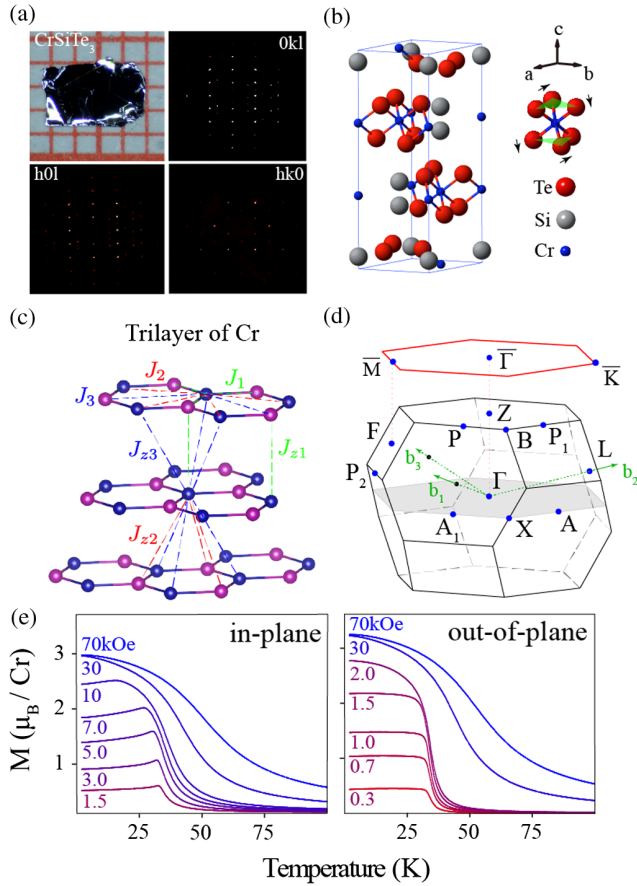 (a)
CrSiTe3
0kl
h0l
hk0
(b)
c
a
b
Te
Si
Cr
(c)
Trilayer of Cr
J2
J1
J3
Jz3
Jz1
Jz2
(d)
M̅
Γ̅
K̅
Z
F
P
B
P1
L
P2
b3
b1
Γ
b2
A1
X
A
(e)
M (μB / Cr)
3
2
1
70kOe
30
10
7.0
5.0
3.0
1.5
in-plane
25
50
75
70kOe
30
2.0
1.5
1.0
0.7
0.3
out-of-plane
25
50
75
Temperature (K)